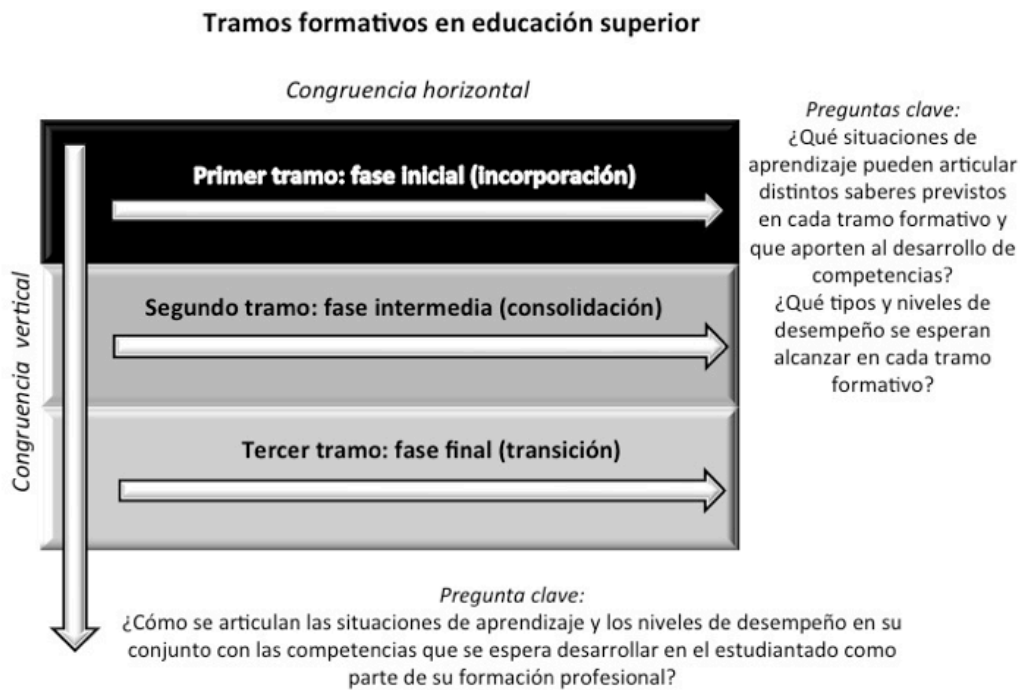 Tramos formativos en educación superior
Congruencia horizontal
Primer tramo: fase inicial (incorporación)
Segundo tramo: fase intermedia (consolidación)
Tercer tramo: fase final (transición)
Congruencia vertical
Preguntas clave:
¿Qué situaciones de
aprendizaje pueden articular
distintos saberes previstos
en cada tramo formativo y
que aporten al desarrollo de
competencias?
¿Qué tipos y niveles de
desempeño se esperan
alcanzar en cada tramo
formativo?
Pregunta clave:
¿Cómo se articulan las situaciones de aprendizaje y los niveles de desempeño en su
conjunto con las competencias que se espera desarrollar en el estudiantado como
parte de su formación profesional?